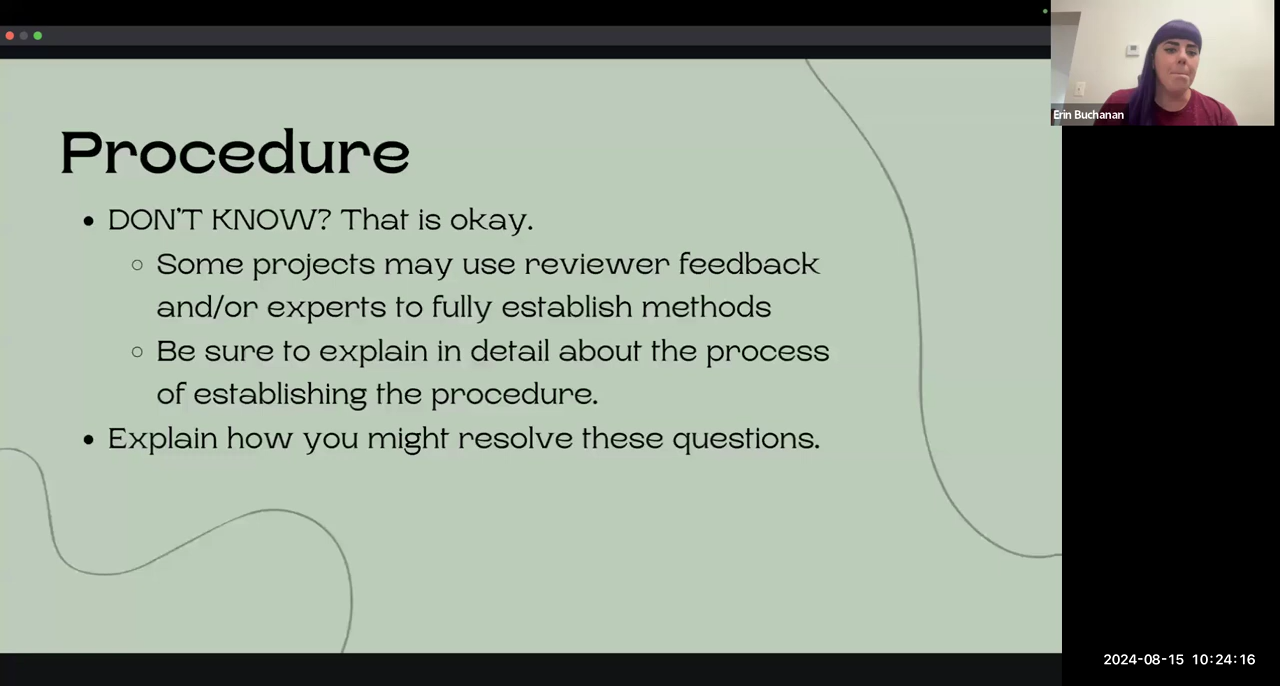 Erin Buchanan
Procedure
• DON'T KNOW? That is okay.
○ Some projects may use reviewer feedback
and/or experts to fully establish methods
○ Be sure to explain in detail about the process
of establishing the procedure.
• Explain how you might resolve these questions.
2024-08-15 10:24:16